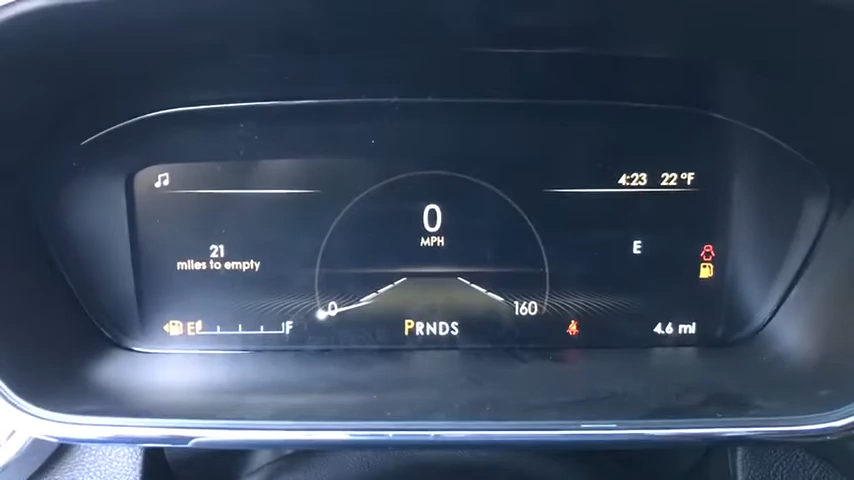 4:23 22°F
0
MPH
E
21
miles to empty
0
160
E F
PRNDS
4.6 mi